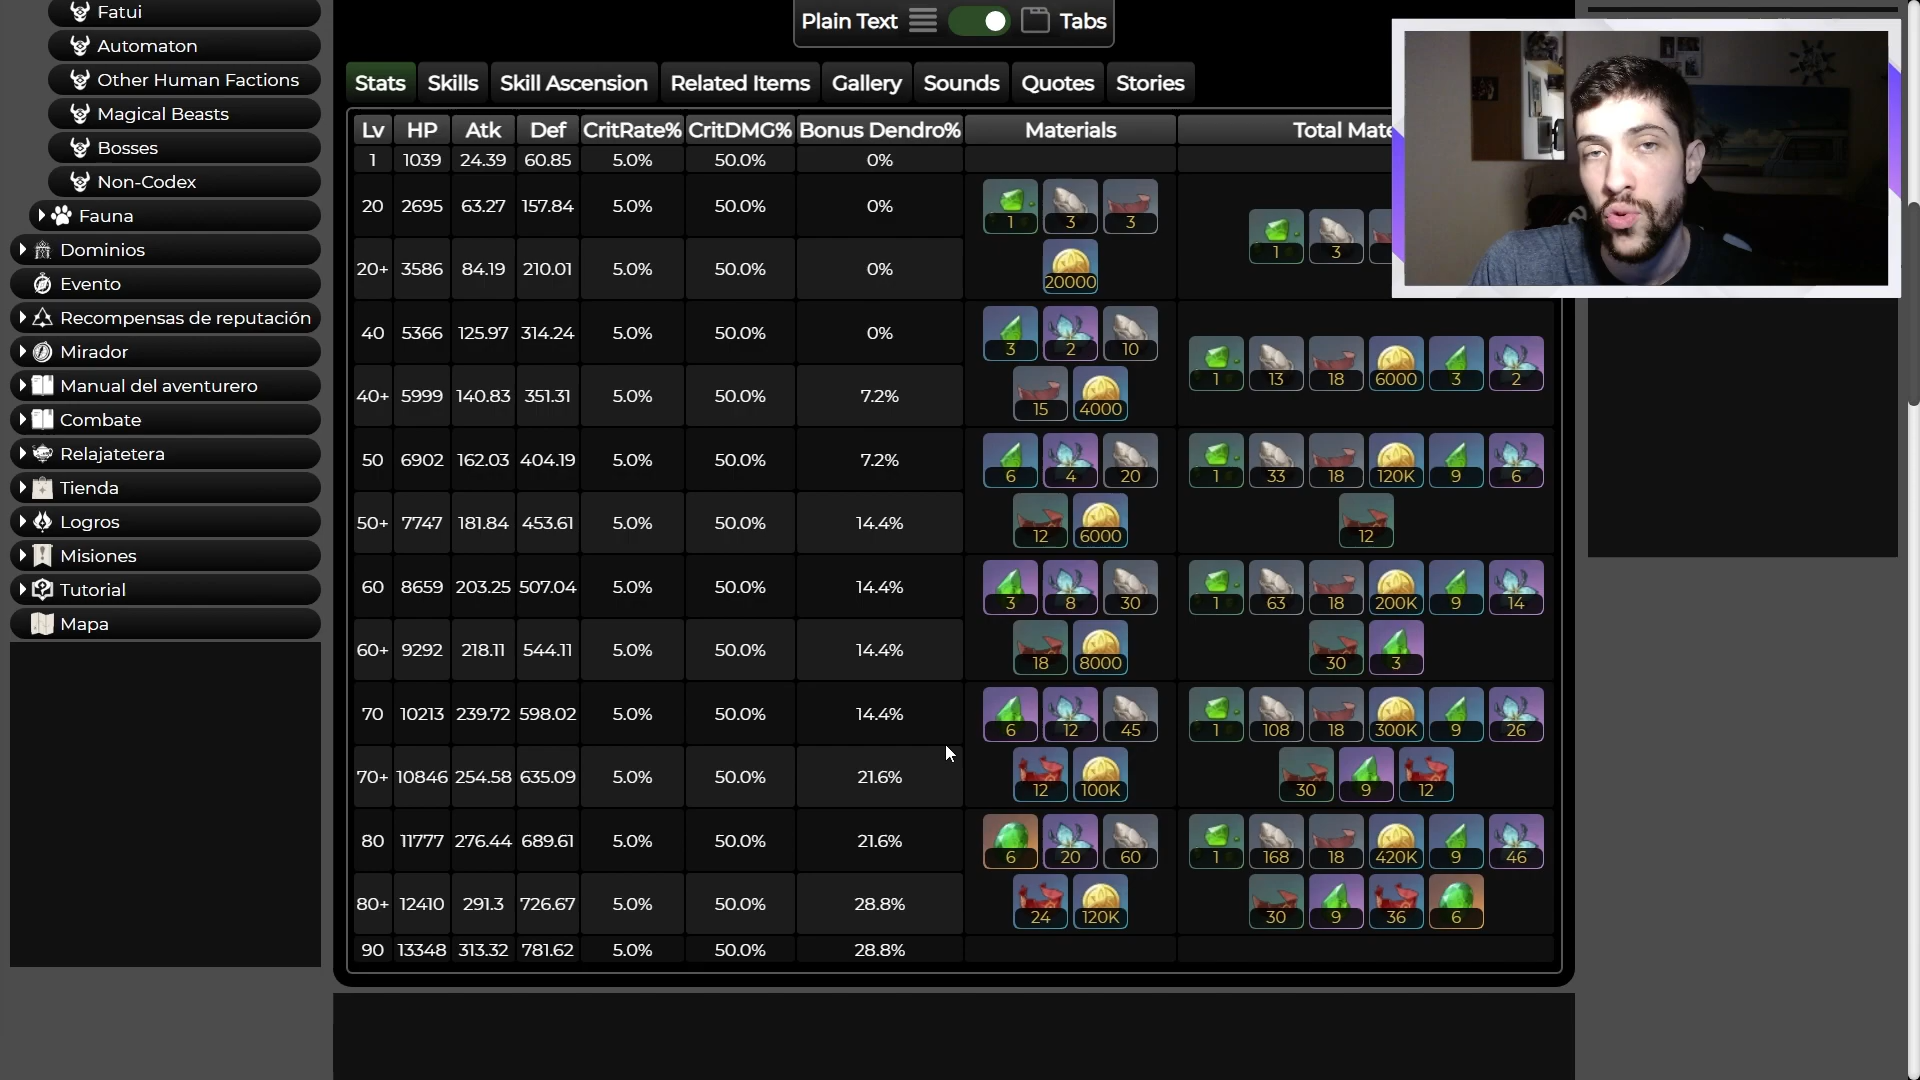 Fatui
Automaton
Other Human Factions
Magical Beasts
Bosses
Non-Codex
Fauna
Dominios
Evento
Recompensas de reputación
Mirador
Manual del aventurero
Combate
Relajatetera
Tienda
Logros
Misiones
Tutorial
Mapa
Plain Text Tabs
Stats Skills Skill Ascension Related Items Gallery Sounds Quotes Stories
Lv HP Atk Def CritRate% CritDMG% Bonus Dendro% Materials Total Mate
1 1039 24.39 60.85 5.0% 50.0% 0%
20 2695 63.27 157.84 5.0% 50.0% 0%
1 3 3
1 3
20+ 3586 84.19 210.01 5.0% 50.0% 0%
20000
40 5366 125.97 314.24 5.0% 50.0% 0%
3 2 10
1 13 18 6000 3 2
40+ 5999 140.83 351.31 5.0% 50.0% 7.2%
15 4000
50 6902 162.03 404.19 5.0% 50.0% 7.2%
6 4 20
1 33 18 120K 9 6
50+ 7747 181.84 453.61 5.0% 50.0% 14.4%
12 6000
12
60 8659 203.25 507.04 5.0% 50.0% 14.4%
3 8 30
1 63 18 200K 9 14
60+ 9292 218.11 544.11 5.0% 50.0% 14.4%
18 8000
30 3
70 10213 239.72 598.02 5.0% 50.0% 14.4%
6 12 45
1 108 18 300K 9 26
70+ 10846 254.58 635.09 5.0% 50.0% 21.6%
12 100K
30 9 12
80 11777 276.44 689.61 5.0% 50.0% 21.6%
6 20 60
1 168 18 420K 9 46
80+ 12410 291.3 726.67 5.0% 50.0% 28.8%
24 120K
30 9 36 6
90 13348 313.32 781.62 5.0% 50.0% 28.8%